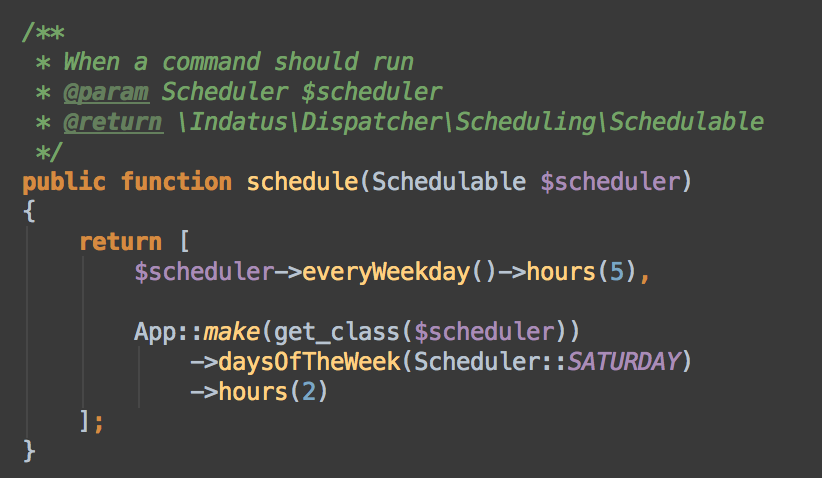 /**
 * When a command should run
 * @param Scheduler $scheduler
 * @return \Indatus\Dispatcher\Scheduling\Schedulable
 */
public function schedule(Schedulable $scheduler)
{
    return [
        $scheduler->everyWeekday()->hours(5),

        App::make(get_class($scheduler))
            ->daysOfTheWeek(Scheduler::SATURDAY)
            ->hours(2)
    ];
}